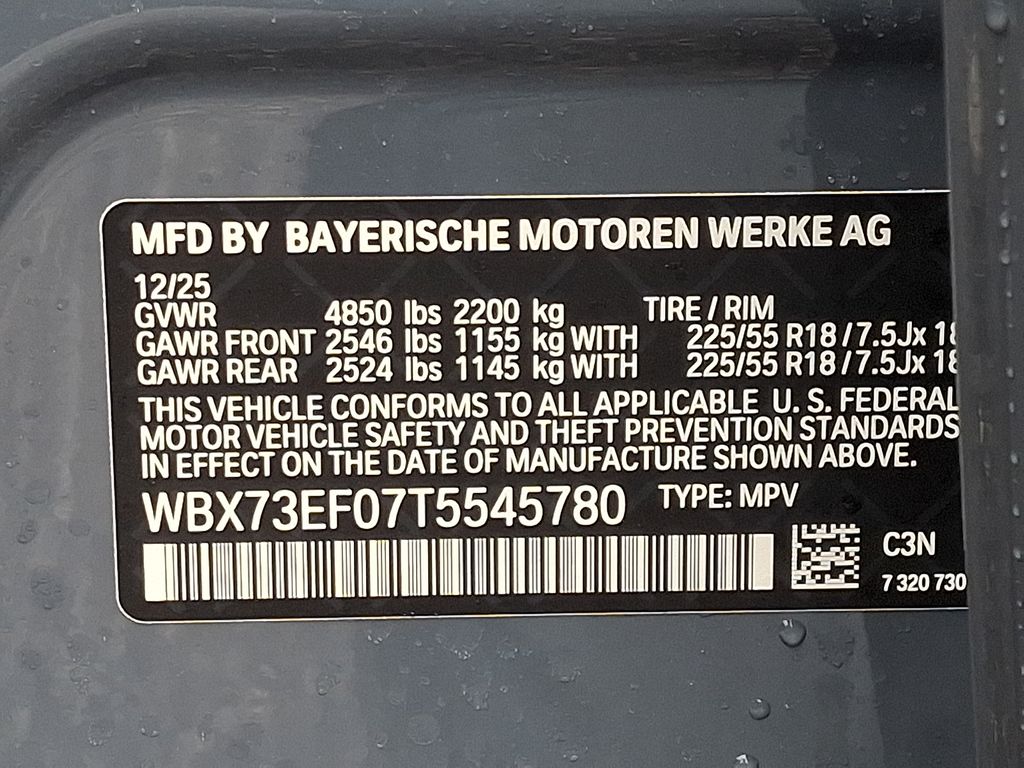 MFD BY BAYERISCHE MOTOREN WERKE AG
12/25
GVWR 4850 lbs 2200 kg TIRE / RIM
GAWR FRONT 2546 lbs 1155 kg WITH 225/55 R18 / 7.5Jx
GAWR REAR 2524 lbs 1145 kg WITH 225/55 R18 / 7.5Jx
THIS VEHICLE CONFORMS TO ALL APPLICABLE U. S. FEDERAL
MOTOR VEHICLE SAFETY AND THEFT PREVENTION STANDARDS
IN EFFECT ON THE DATE OF MANUFACTURE SHOWN ABOVE.
WBX73EF07T5545780 TYPE: MPV
C3N
7 320 730